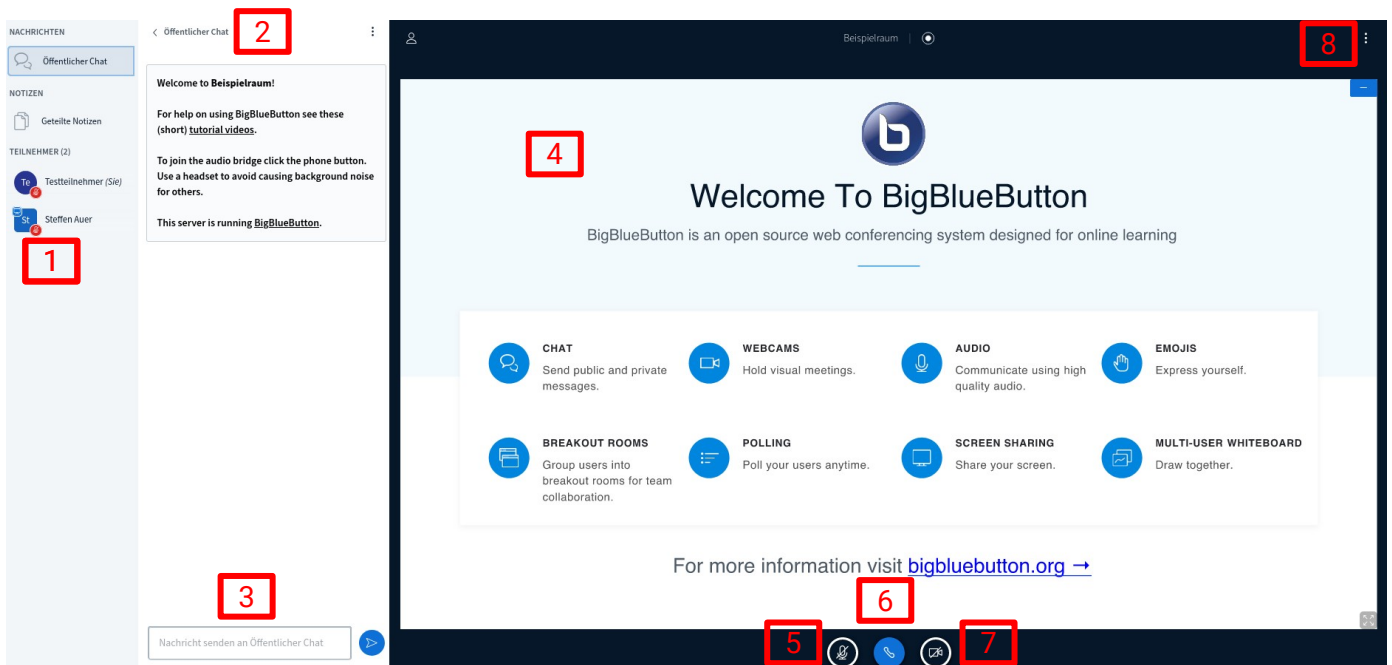 NACHRICHTEN
Öffentlicher Chat
NOTIZEN
Geteilte Notizen
TEILNEHMER (2)
Te
Testteilnehmer (Sie)
St
Steffen Auer
1
Öffentlicher Chat
2
Welcome to Beispielraum!
For help on using BigBlueButton see these
(short) tutorial videos.
To join the audio bridge click the phone button.
Use a headset to avoid causing background noise
for others.
This server is running BigBlueButton.
3
Nachricht senden an Öffentlicher Chat
Beispielraum |
8
4
b
Welcome To BigBlueButton
BigBlueButton is an open source web conferencing system designed for online learning
CHAT
Send public and private
messages.
WEBCAMS
Hold visual meetings.
AUDIO
Communicate using high
quality audio.
EMOJIS
Express yourself.
BREAKOUT ROOMS
Group users into
breakout rooms for team
collaboration.
POLLING
Poll your users anytime.
SCREEN SHARING
Share your screen.
MULTI-USER WHITEBOARD
Draw together.
For more information visit bigbluebutton.org →
5
6
7